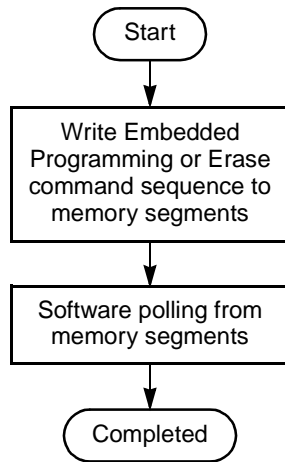 Start
Write Embedded
Programming or Erase
command sequence to
memory segments
Software polling from
memory segments
Completed